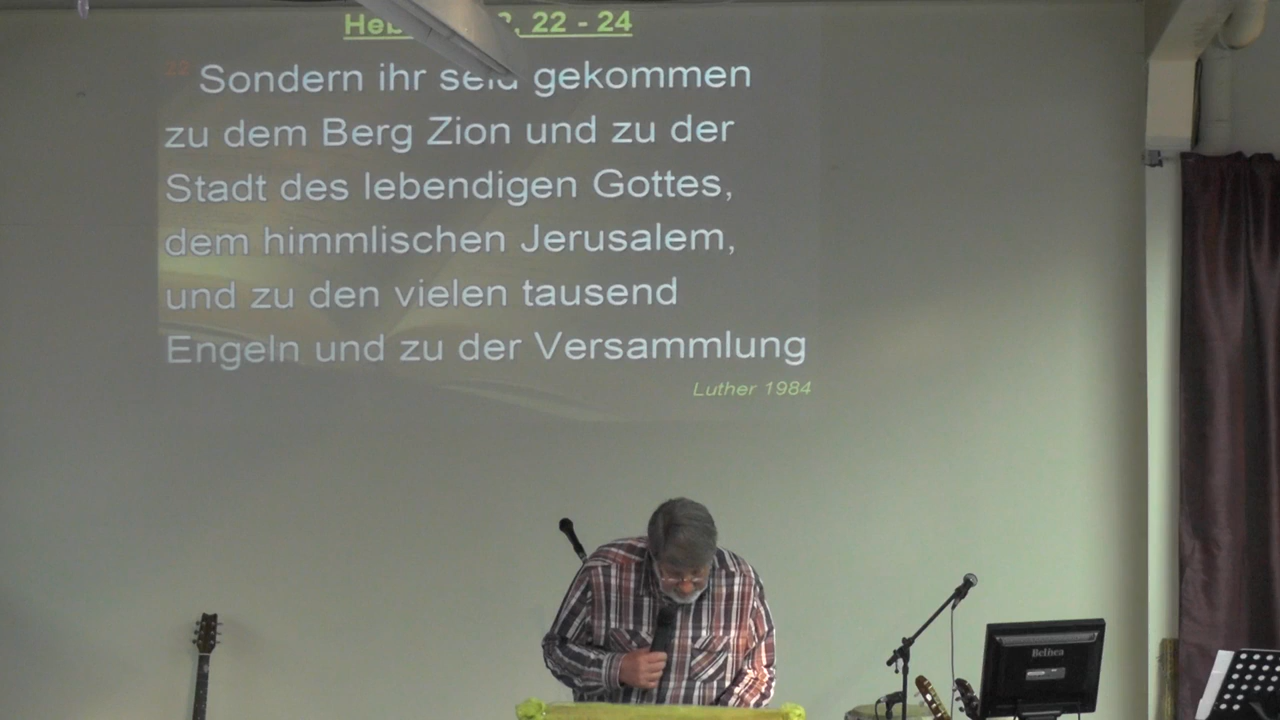 22 - 24
Sondern ihr seid gekommen
zu dem Berg Zion und zu der
Stadt des lebendigen Gottes,
dem himmlischen Jerusalem,
und zu den vielen tausend
Engeln und zu der Versammlung
Luther 1984
Belinea